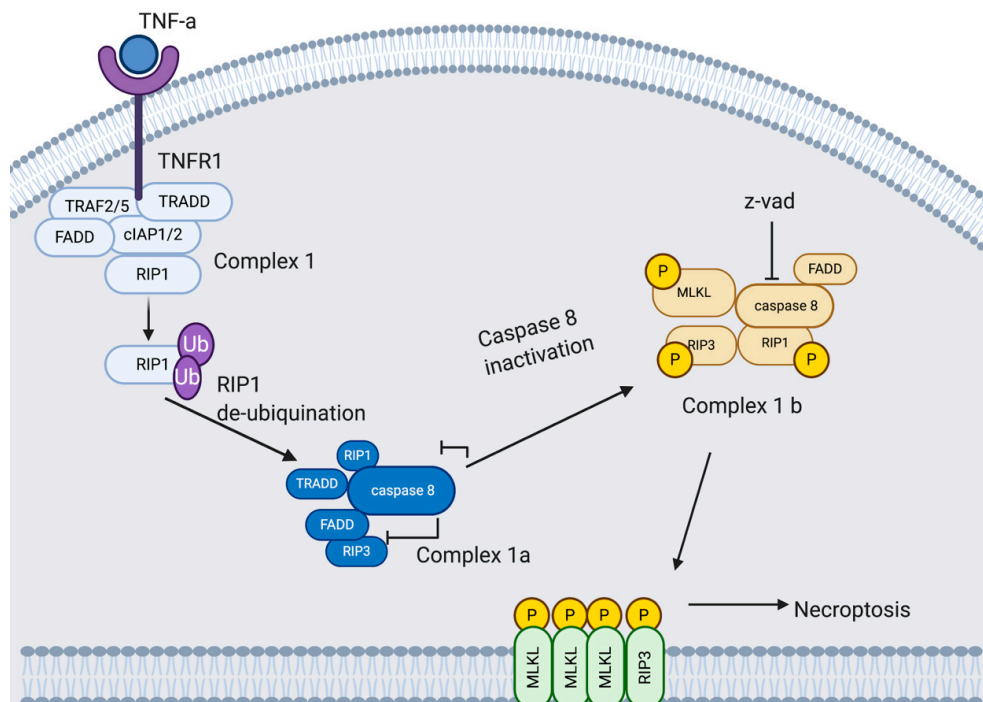 TNF-a
TNFR1
TRAF2/5
TRADD
FADD
cIAP1/2
RIP1
Complex 1
RIP1
Ub
Ub
RIP1
de-ubiquination
RIP1
TRADD
caspase 8
FADD
RIP3
Complex 1a
Caspase 8
inactivation
z-vad
P
MLKL
FADD
caspase 8
RIP3
RIP1
P
P
Complex 1 b
P
P
P
P
MLKL
MLKL
MLKL
RIP3
Necroptosis